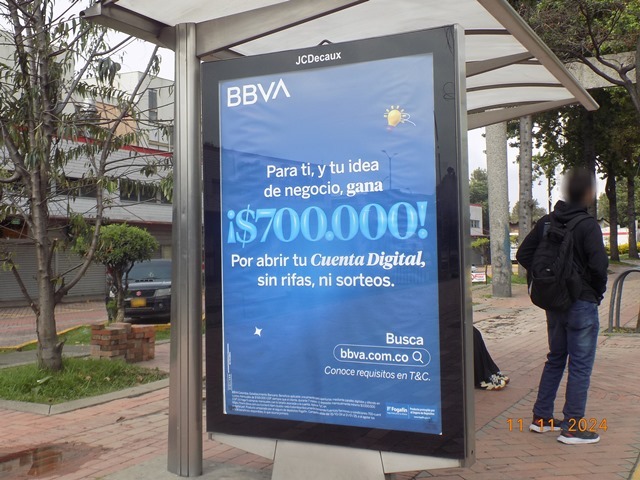 JCDecaux
BBVA
Para ti, y tu idea
de negocio, gana
¡$700.000!
Por abrir tu Cuenta Digital,
sin rifas, ni sorteos.
Busca
bbva.com.co
Conoce requisitos en T&C.
Fogafín
11 11 2024